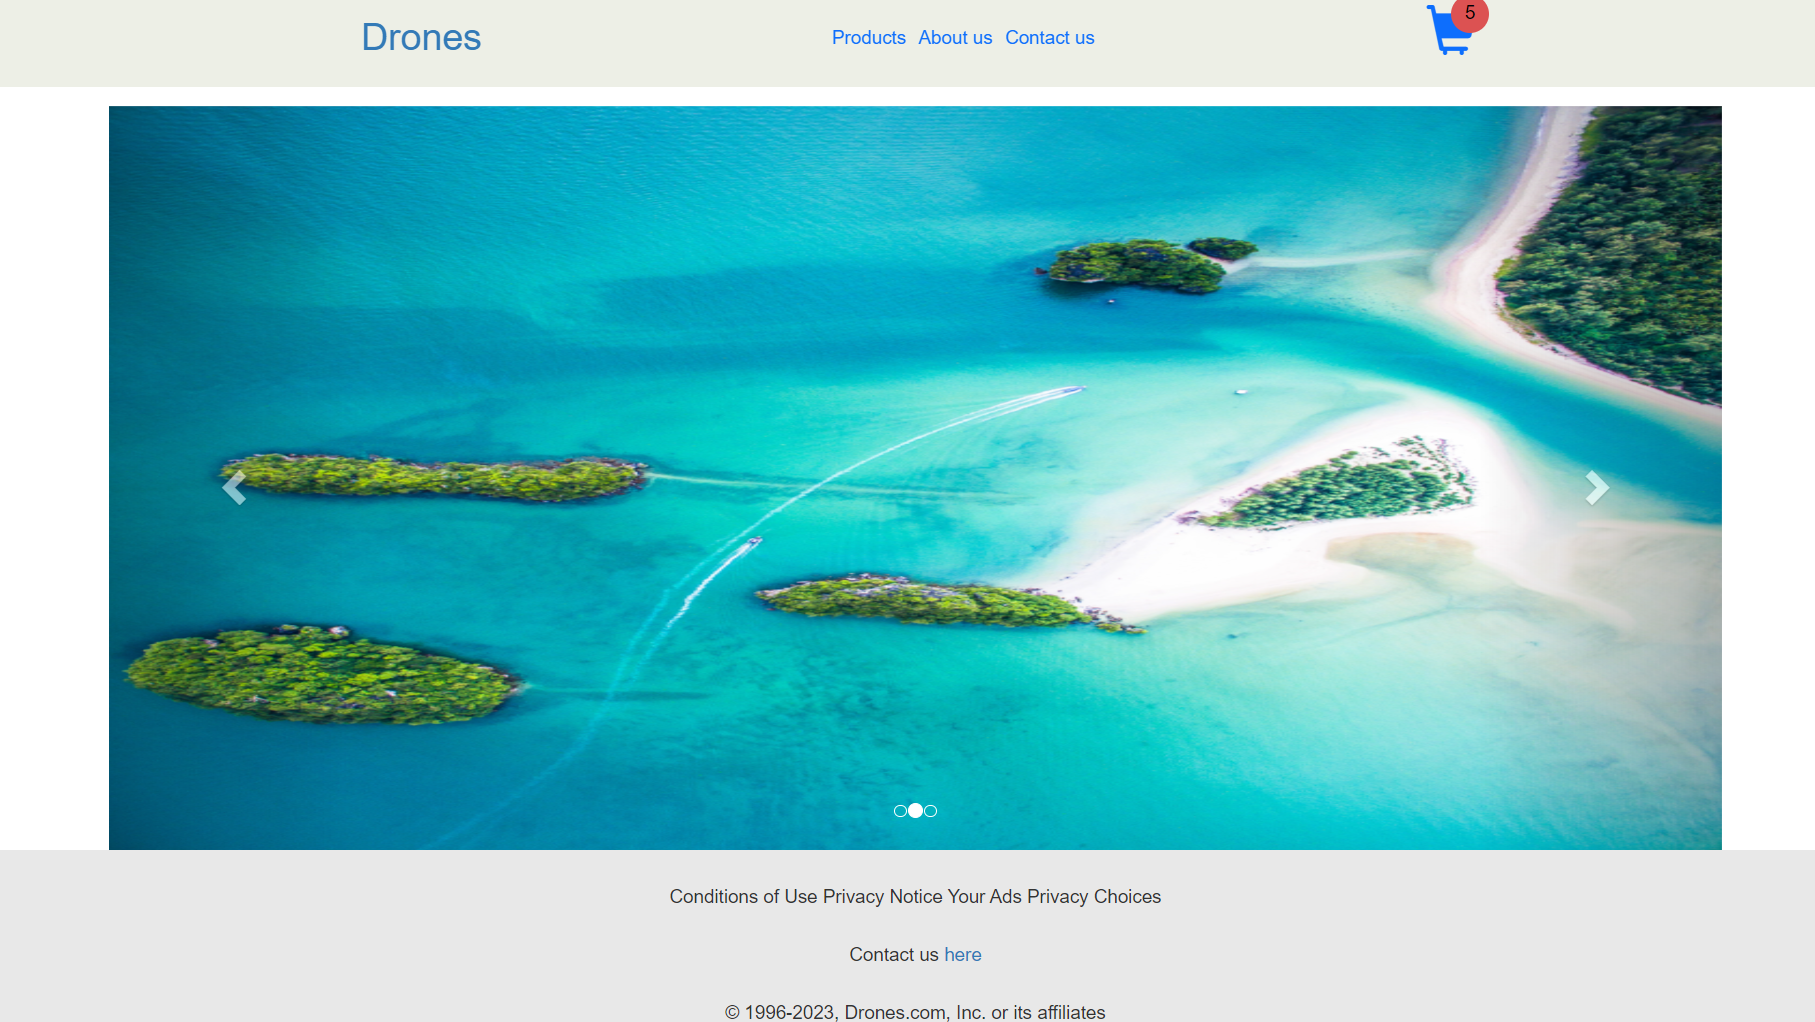 Drones
Products About us Contact us
5
Conditions of Use Privacy Notice Your Ads Privacy Choices
Contact us here
© 1996-2023, Drones.com, Inc. or its affiliates